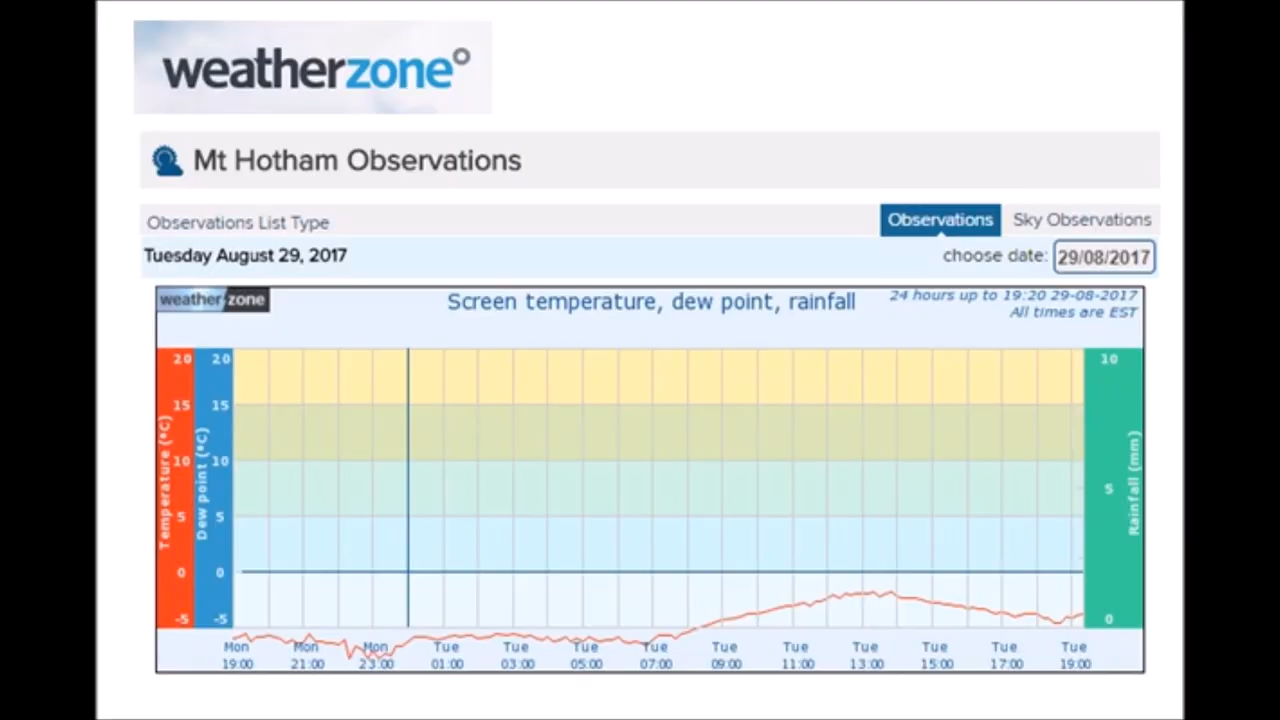 weatherzone°
Mt Hotham Observations
Observations List Type
Observations
Sky Observations
Tuesday August 29, 2017
choose date: 29/08/2017
weatherzone
Screen temperature, dew point, rainfall
24 hours up to 19:20 29-08-2017
All times are EST
20 20 10
15 15
10 10
5 5 5
0 0
-5 -5 0
Temperature (°C)
Dew point (°C)
Rainfall (mm)
Mon Mon Mon Tue Tue Tue Tue Tue Tue Tue Tue Tue Tue
19:00 21:00 23:00 01:00 03:00 05:00 07:00 09:00 11:00 13:00 15:00 17:00 19:00